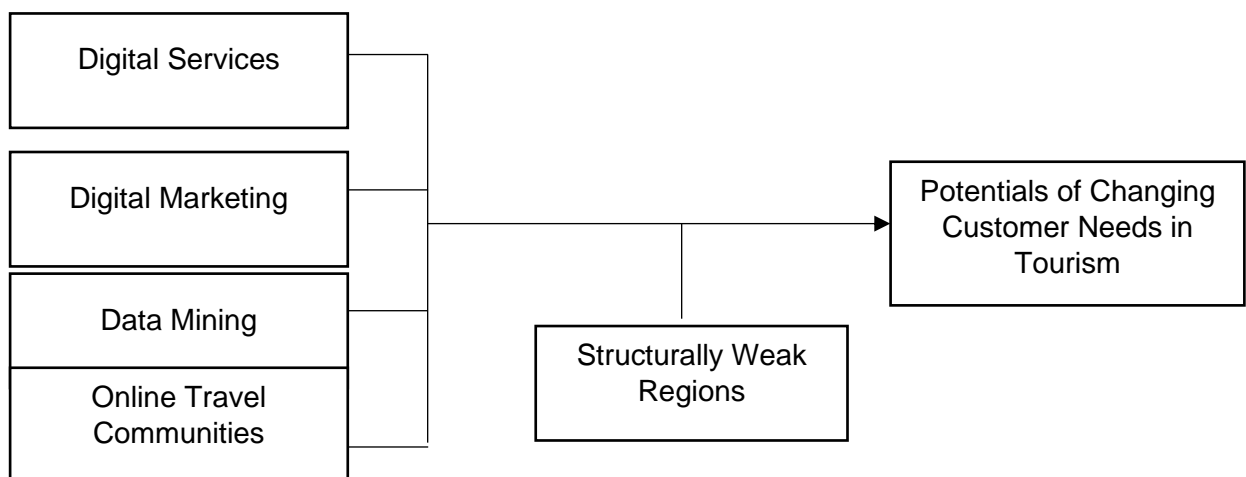 Digital Services
Digital Marketing
Data Mining
Online Travel
Communities
Structurally Weak
Regions
Potentials of Changing
Customer Needs in
Tourism